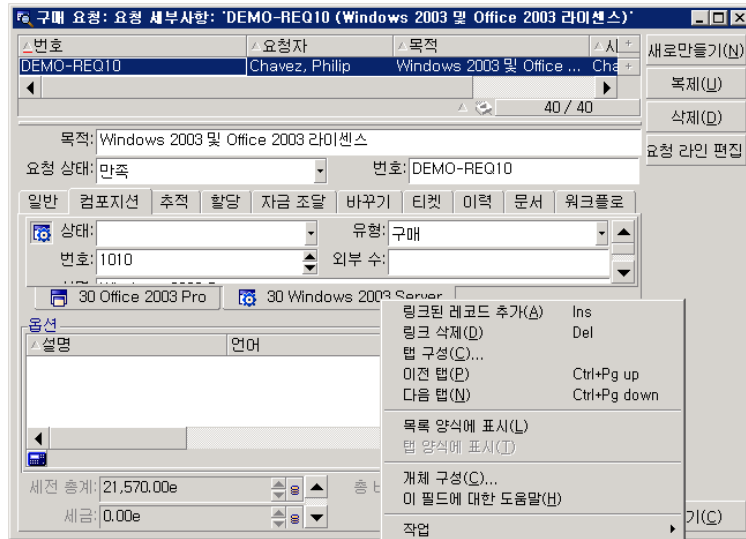 구매 요청: 요청 세부사항: 'DEMO-REQ10 (Windows 2003 및 Office 2003 라이센스)'
번호 요청자 목적 시
DEMO-REQ10 Chavez, Philip Windows 2003 및 Office ... Cha
40 / 40
새로만들기(N)
복제(U)
삭제(D)
요청 라인 편집
목적: Windows 2003 및 Office 2003 라이센스
요청 상태: 만족 번호: DEMO-REQ10
일반 컴포지션 추적 할당 자금 조달 바꾸기 티켓 이력 문서 워크플로
상태: 유형: 구매
번호: 1010 외부 수:
30 Office 2003 Pro 30 Windows 2003 Server
옵션
설명 언어
링크된 레코드 추가(A) Ins
링크 삭제(D) Del
탭 구성(C)...
이전 탭(P) Ctrl+Pg up
다음 탭(N) Ctrl+Pg down
목록 양식에 표시(L)
탭 양식에 표시(T)
개체 구성(C)...
이 필드에 대한 도움말(H)
작업
세전 총계: 21,570.00e 총
세금: 0.00e
기(C)